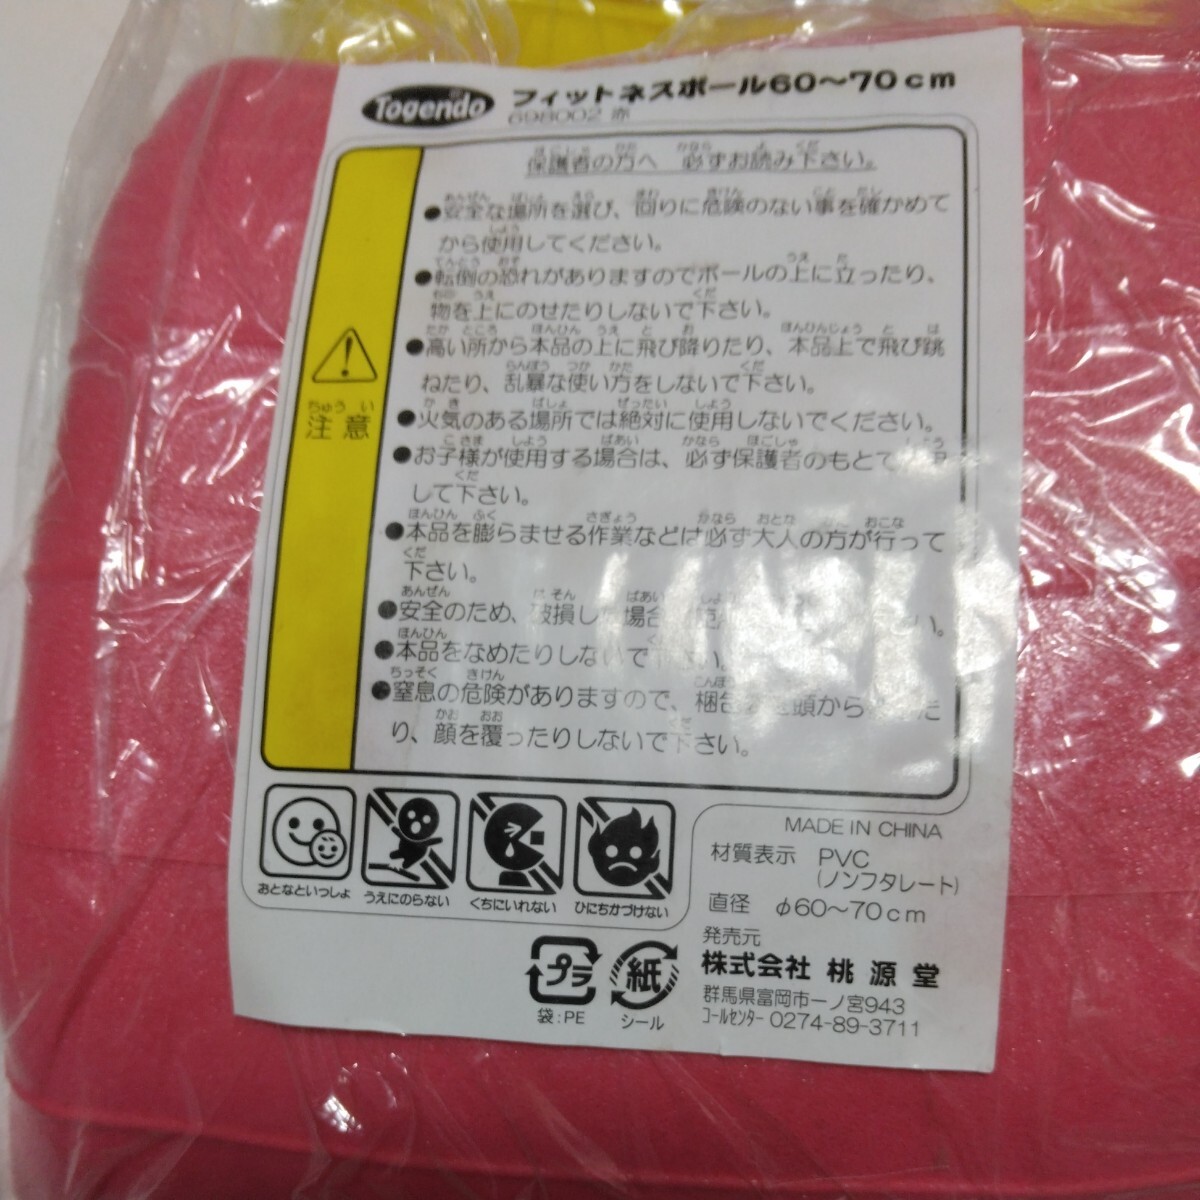 Togendo フィットネスボール60〜70cm
698002 赤
保護者の方へ 必ずお読み下さい。
●安全な場所を選び、回りに危険のない事を確かめて
から使用してください。
●転倒の恐れがありますのでボールの上に立ったり、
物を上にのせたりしないで下さい。
●高い所から本品の上に飛び降りたり、本品上で飛び跳
ねたり、乱暴な使い方をしないで下さい。
●火気のある場所では絶対に使用しないでください。
●お子様が使用する場合は、必ず保護者のもとで
して下さい。
●本品を膨らませる作業などは必ず大人の方が行って
下さい。
●安全のため、破損した場合
●本品をなめたりしないで下さい。
●窒息の危険がありますので、梱包 頭から
り、顔を覆ったりしないで下さい。
ちゅうい
注意
おとなといっしょ うえにのらない くちにいれない ひにちかづけない
MADE IN CHINA
材質表示 PVC
(ノンフタレート)
直径 φ60〜70cm
発売元
株式会社 桃源堂
群馬県富岡市一ノ宮943
コールセンター 0274-89-3711
プラ 紙
袋:PE シール